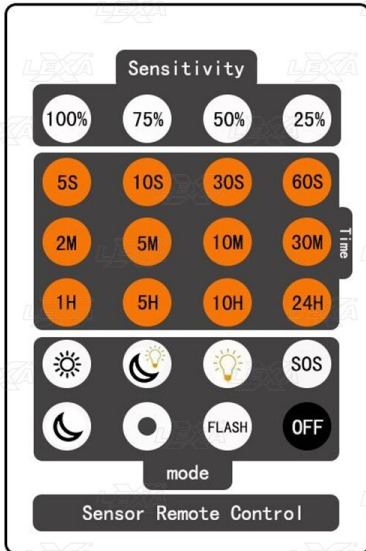 Sensitivity
100% 75% 50% 25%
5S 10S 30S 60S
2M 5M 10M 30M
Time
1H 5H 10H 24H
SOS
FLASH OFF
mode
Sensor Remote Control
LEXA